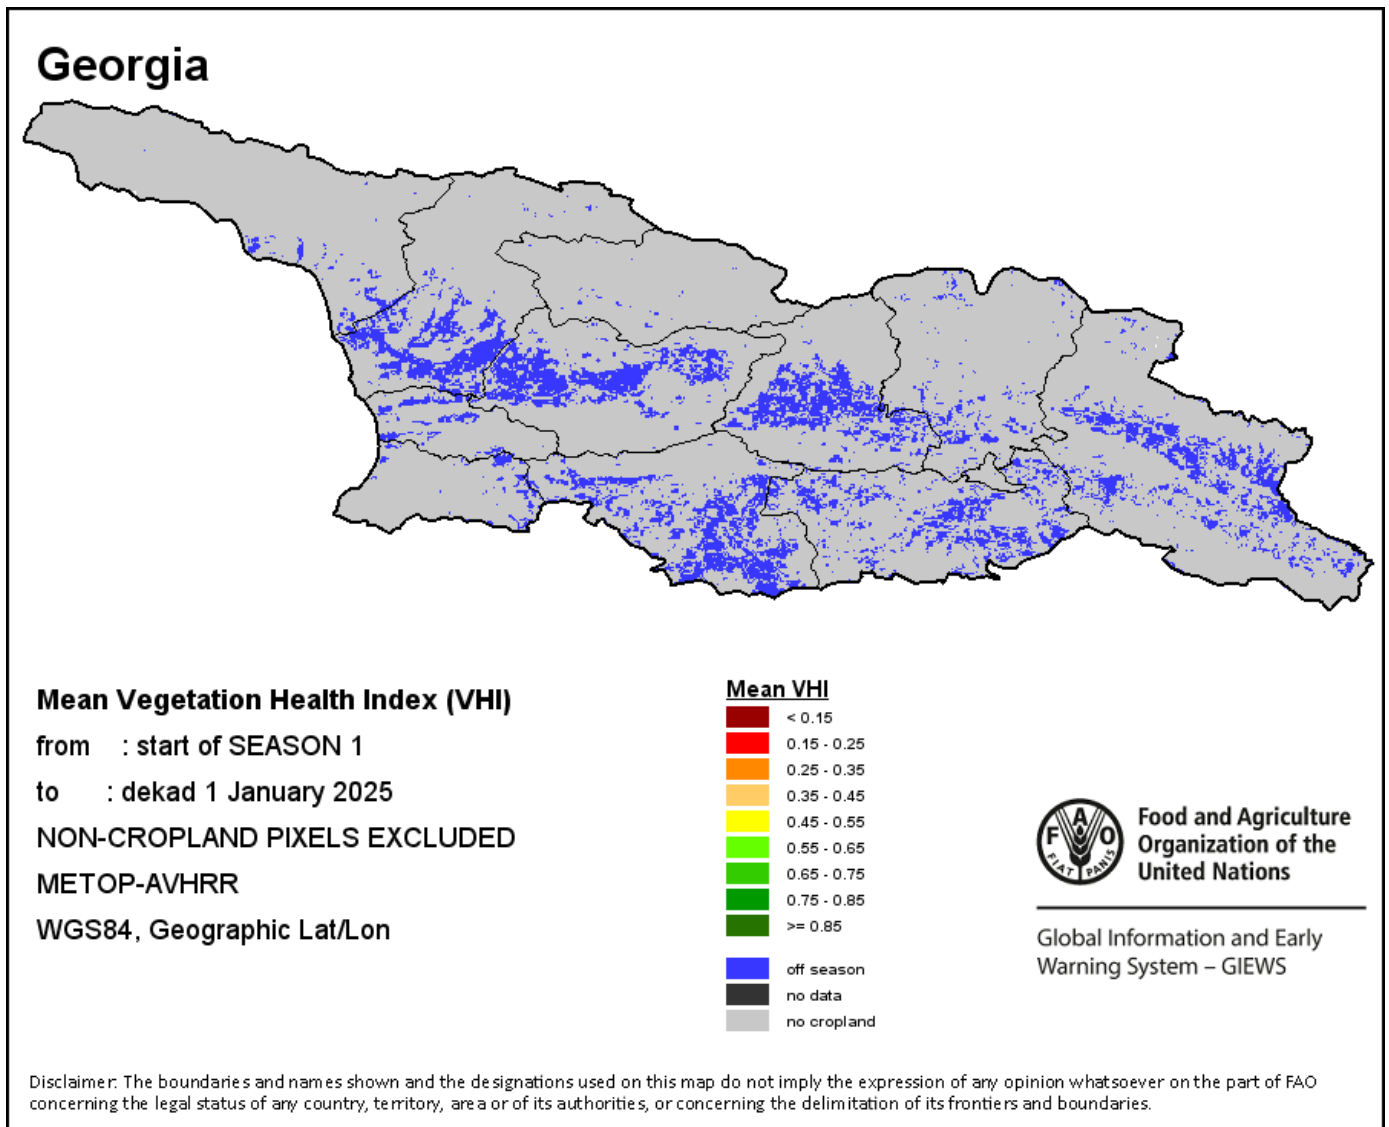 Georgia
Mean Vegetation Health Index (VHI)
from : start of SEASON 1
to : dekad 1 January 2025
NON-CROPLAND PIXELS EXCLUDED
METOP-AVHRR
WGS84, Geographic Lat/Lon
Mean VHI
< 0.15
0.15 - 0.25
0.25 - 0.35
0.35 - 0.45
0.45 - 0.55
0.55 - 0.65
0.65 - 0.75
0.75 - 0.85
>= 0.85
off season
no data
no cropland
F A O
FIAT PANIS
Food and Agriculture
Organization of the
United Nations
Global Information and Early
Warning System – GIEWS
Disclaimer: The boundaries and names shown and the designations used on this map do not imply the expression of any opinion whatsoever on the part of FAO
concerning the legal status of any country, territory, area or of its authorities, or concerning the delimitation of its frontiers and boundaries.